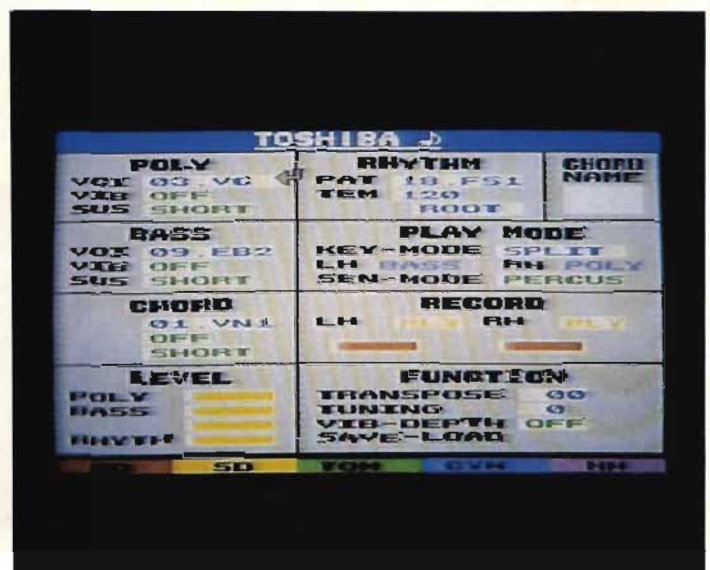 TOSHIBA ♪
POLY
VOI 03.VC
VIB OFF
SUS SHORT
RHYTHM
PAT 18.FS1
TEM 120
ROOT
CHORD
NAME
BASS
VOI 09.EB2
VIB OFF
SUS SHORT
PLAY MODE
KEY-MODE SPLIT
LH BASS RH POLY
SEN-MODE PERCUS
CHORD
01.VN1
OFF
SHORT
RECORD
LH PLY RH PLY
LEVEL
POLY
BASS
RHYTHM
FUNCTION
TRANSPOSE 00
TUNING 0
VIB-DEPTH OFF
SAVE-LOAD
SD TOM CYM HH